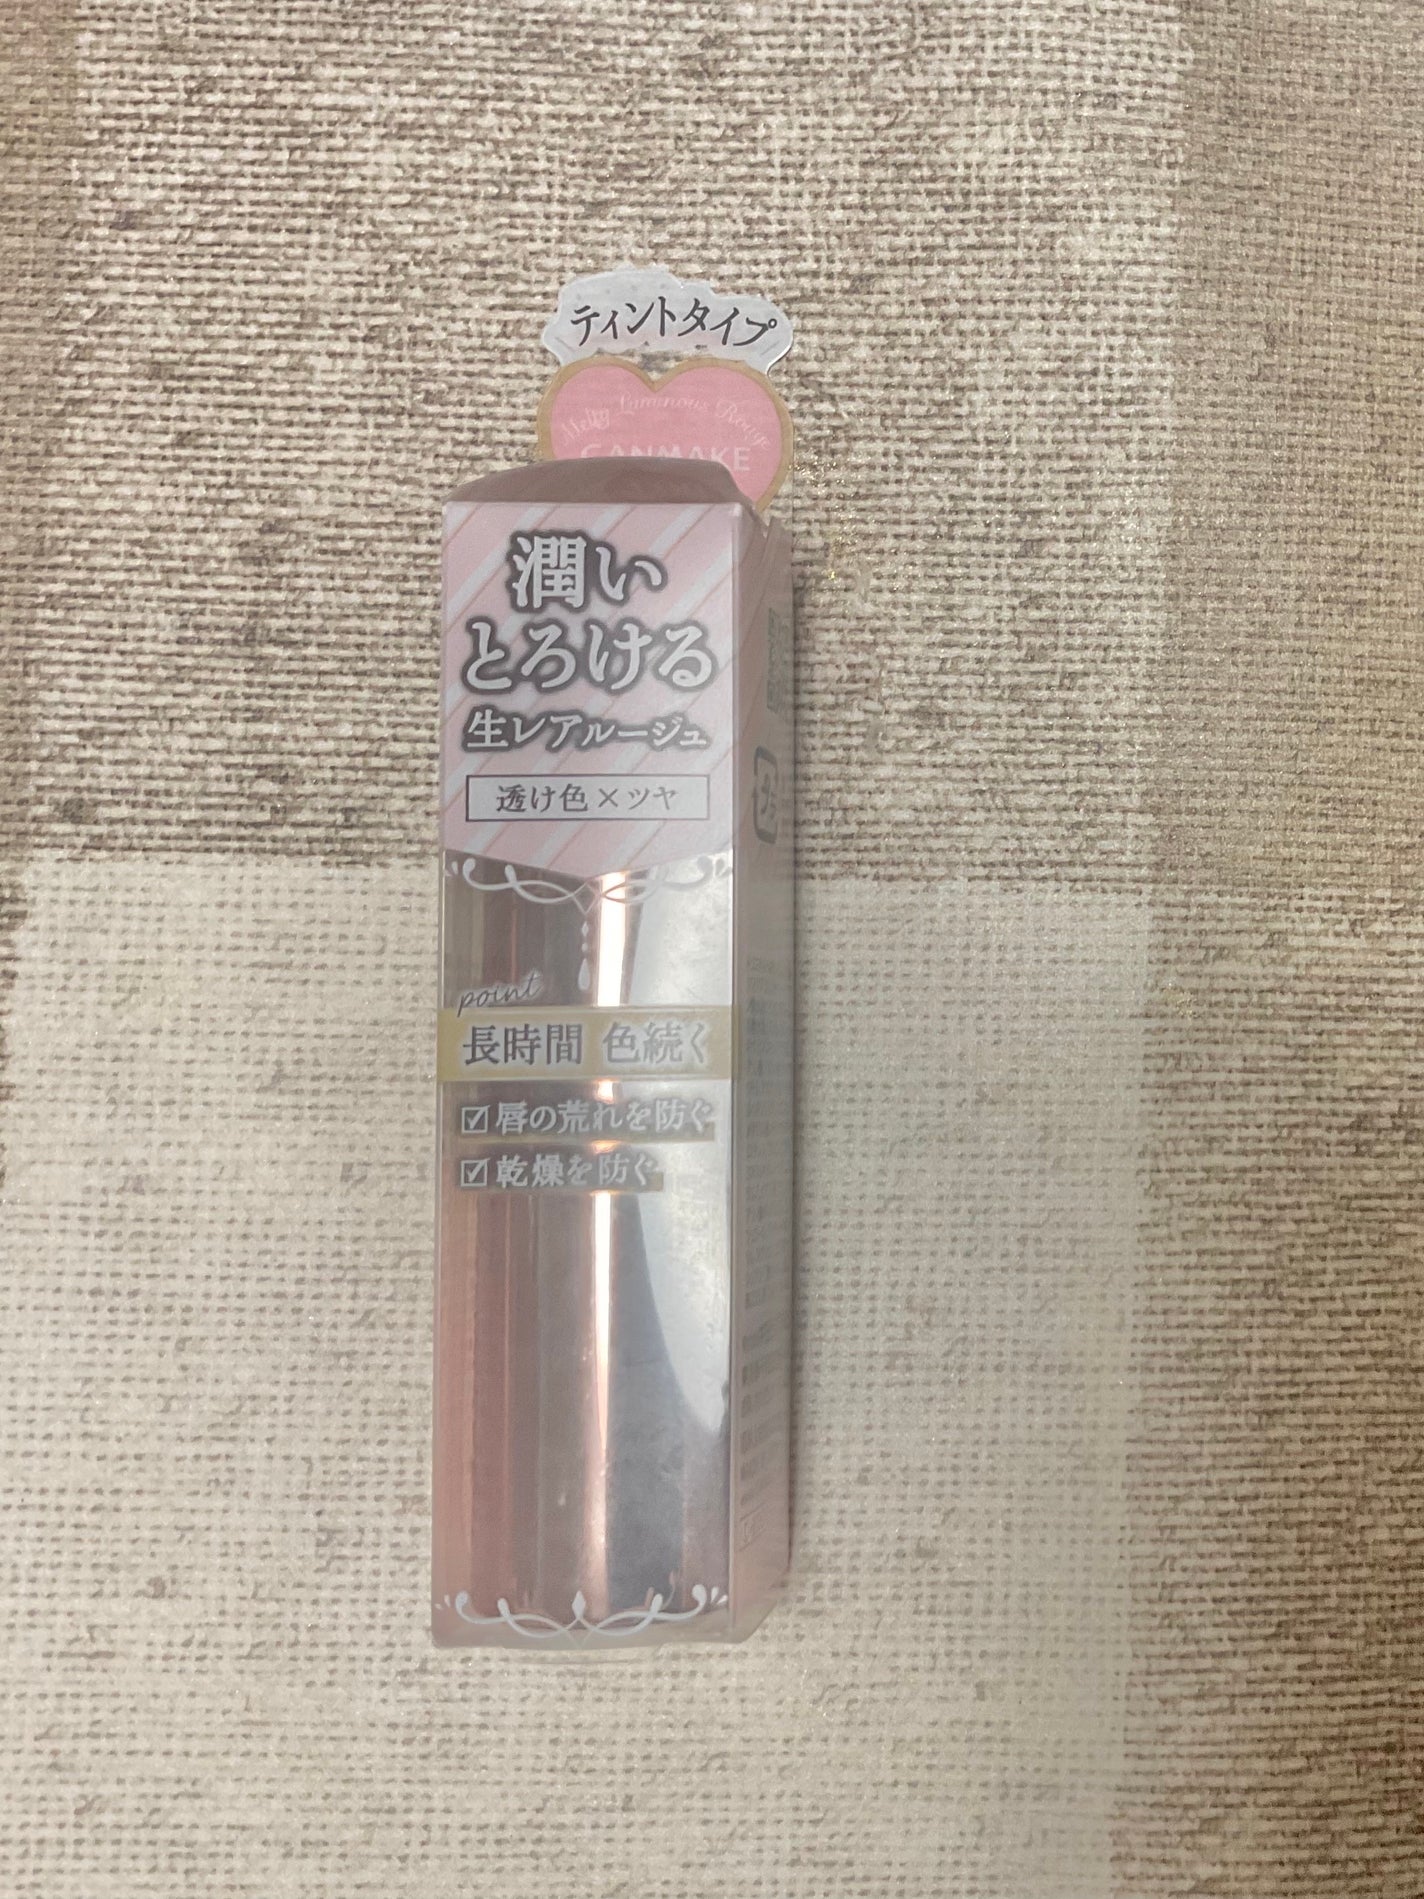 ティントタイプ
Melty Luminous Rouge
CANMAKE
潤い
とろける
生レアルージュ
透け色×ツヤ
point
長時間 色続く
唇の荒れを防ぐ
乾燥を防ぐ
プラ